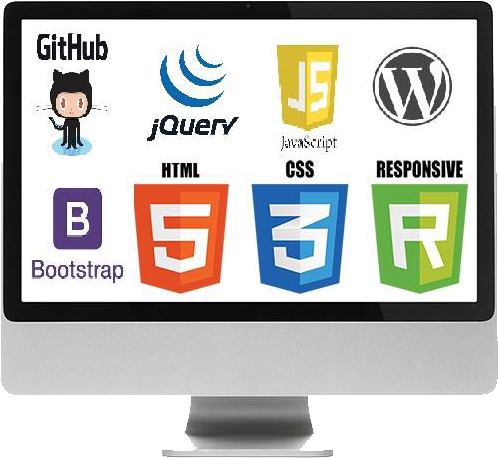 GitHub
jQuery
JS
JavaScript
W
HTML
CSS
RESPONSIVE
B
5
3
R
Bootstrap